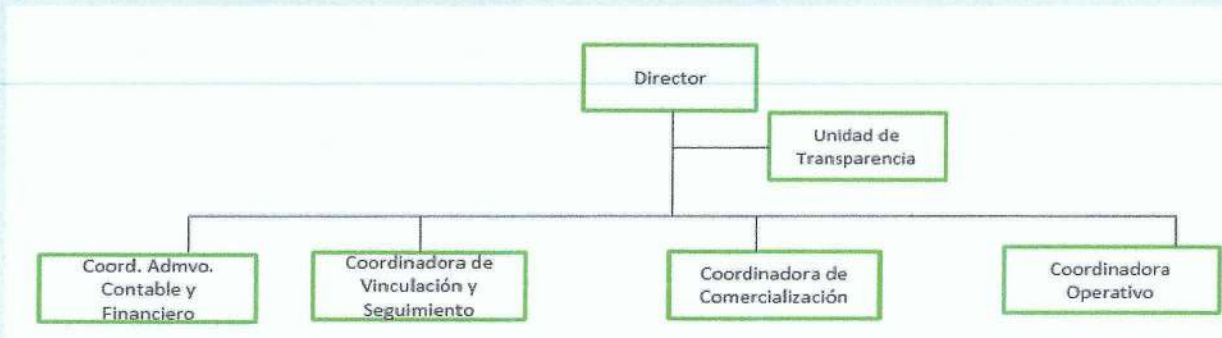 Director
Unidad de
Transparencia
Coord. Admvo.
Contable y
Financiero
Coordinadora de
Vinculación y
Seguimiento
Coordinadora de
Comercialización
Coordinadora
Operativo